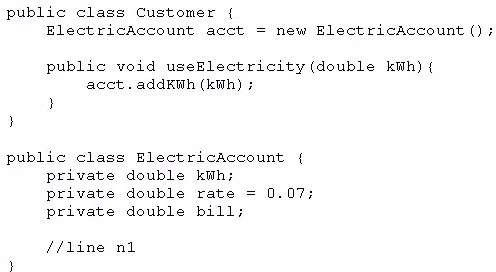 public class Customer {
    ElectricAccount acct = new ElectricAccount();

    public void useElectricity(double kWh){
        acct.addKWh(kWh);
    }
}

public class ElectricAccount {
    private double kWh;
    private double rate = 0.07;
    private double bill;

    //line n1
}